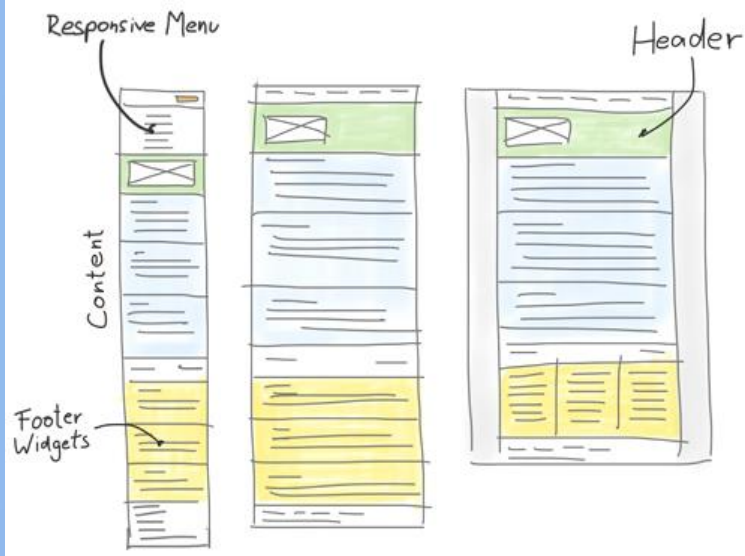 Responsive Menu
Header
Content
Footer
Widgets